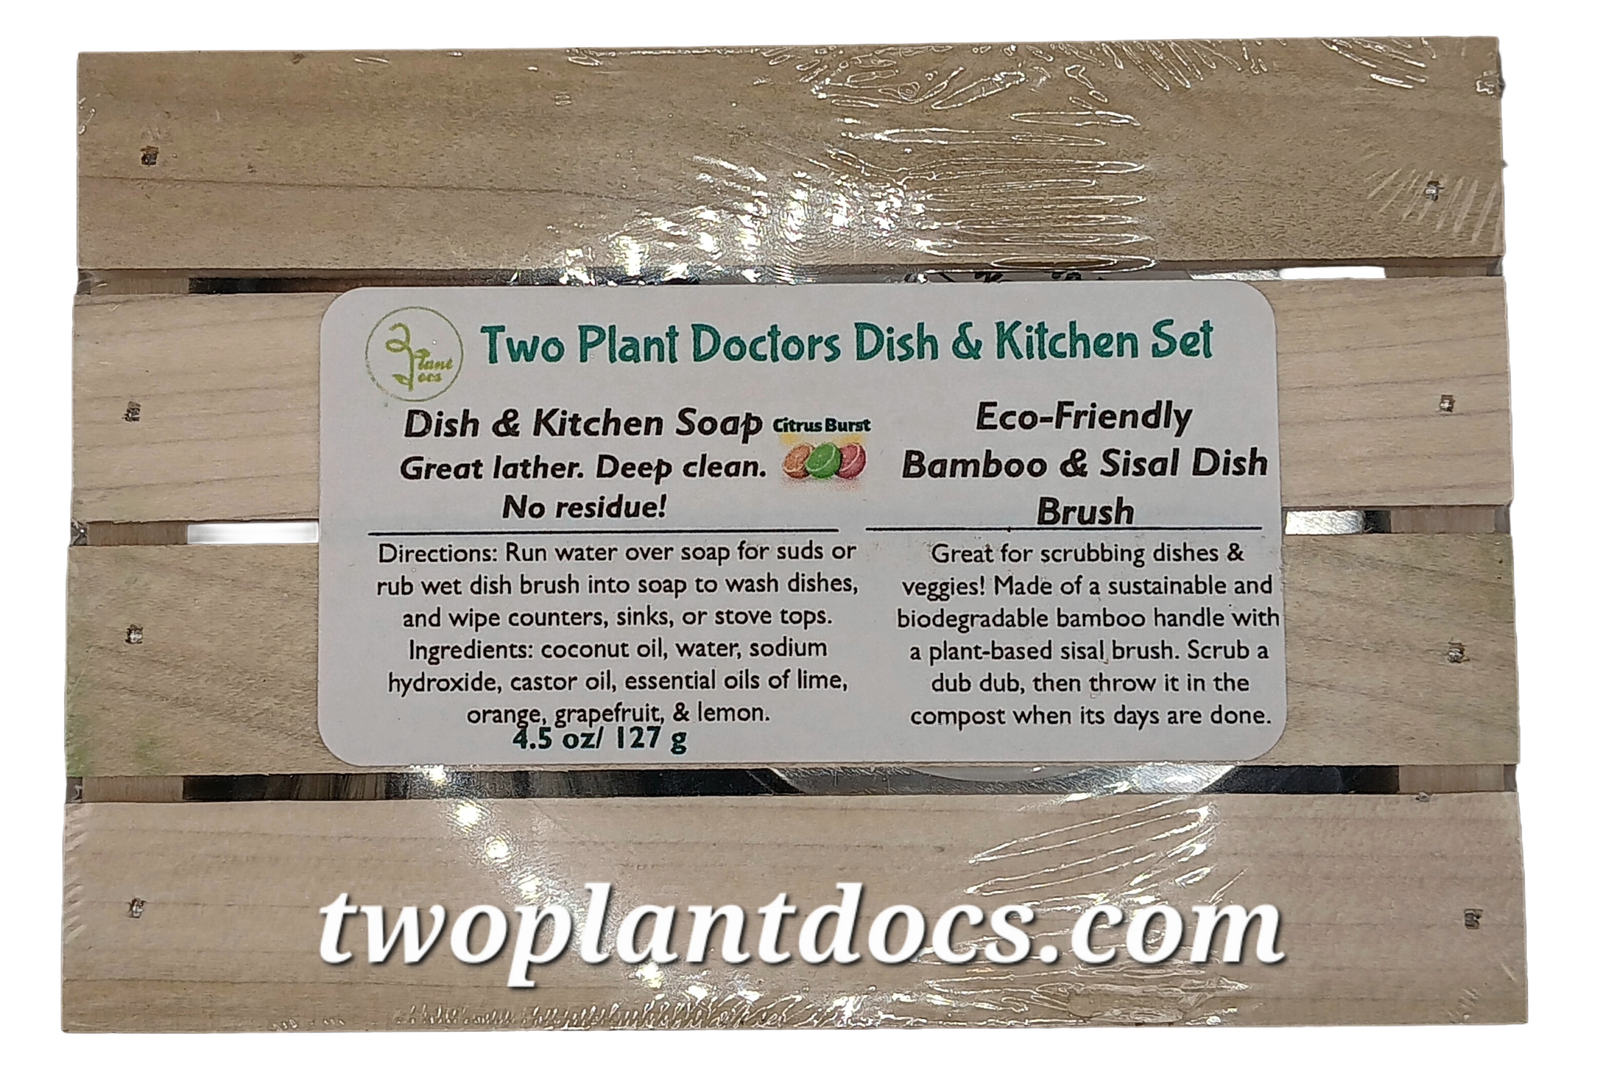 2 Plant Docs
Two Plant Doctors Dish & Kitchen Set
Dish & Kitchen Soap
Citrus Burst
Great lather. Deep clean.
No residue!
Directions: Run water over soap for suds or
rub wet dish brush into soap to wash dishes,
and wipe counters, sinks, or stove tops.
Ingredients: coconut oil, water, sodium
hydroxide, castor oil, essential oils of lime,
orange, grapefruit, & lemon.
4.5 oz/ 127 g
Eco-Friendly
Bamboo & Sisal Dish
Brush
Great for scrubbing dishes &
veggies! Made of a sustainable and
biodegradable bamboo handle with
a plant-based sisal brush. Scrub a
dub dub, then throw it in the
compost when its days are done.
twoplantdocs.com